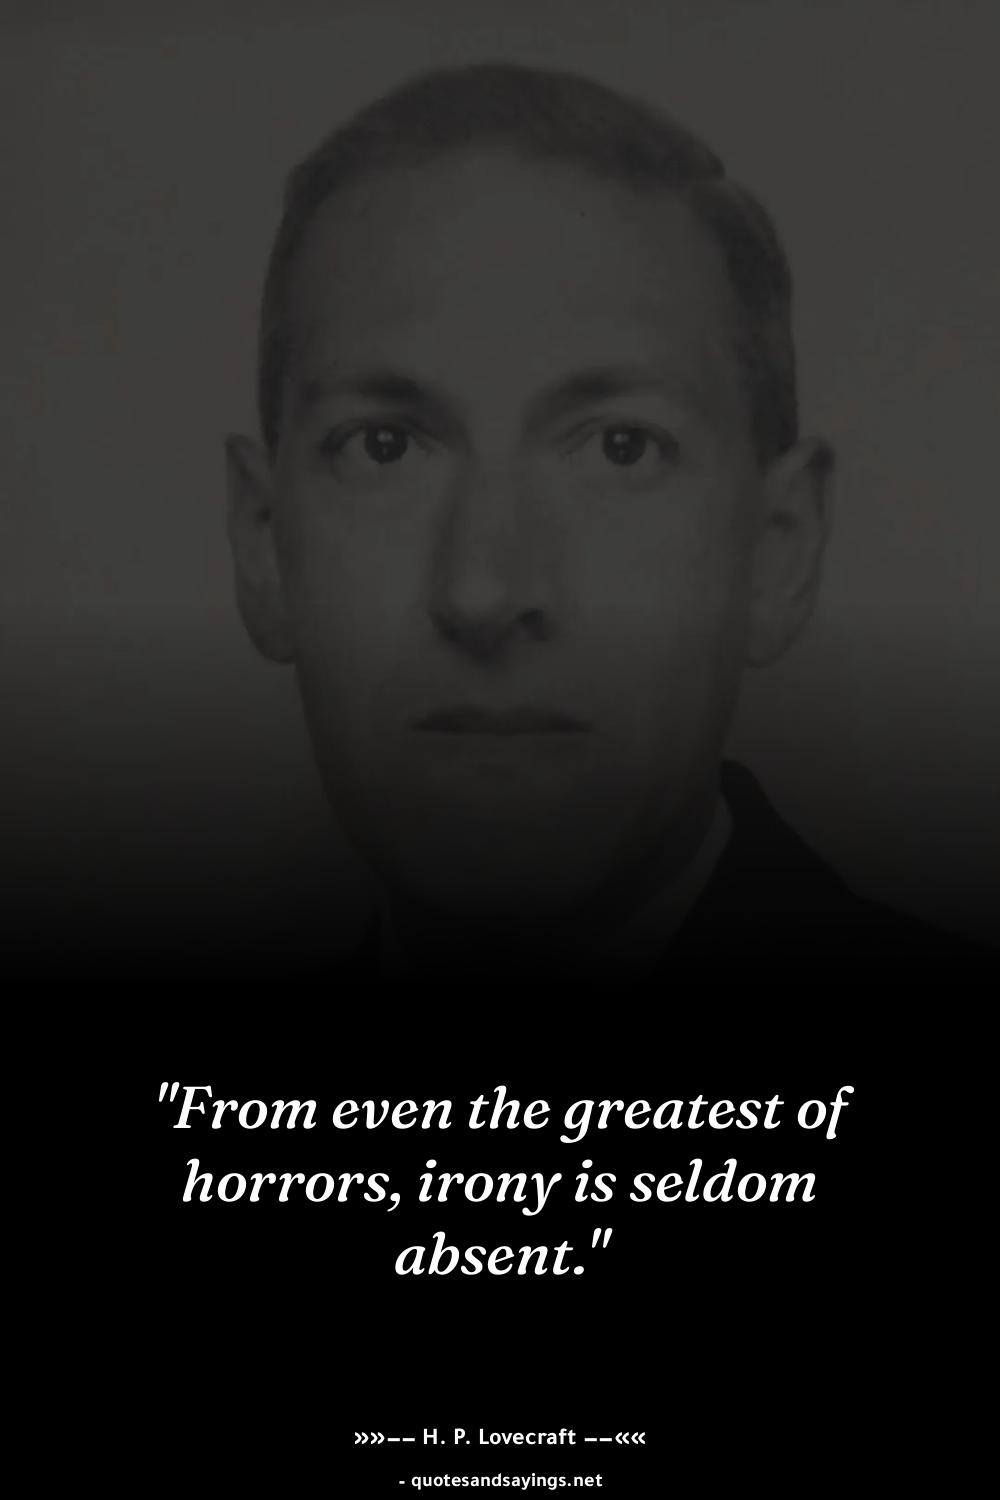 "From even the greatest of
horrors, irony is seldom
absent."
»»−− H. P. Lovecraft −−««
- quotesandsayings.net